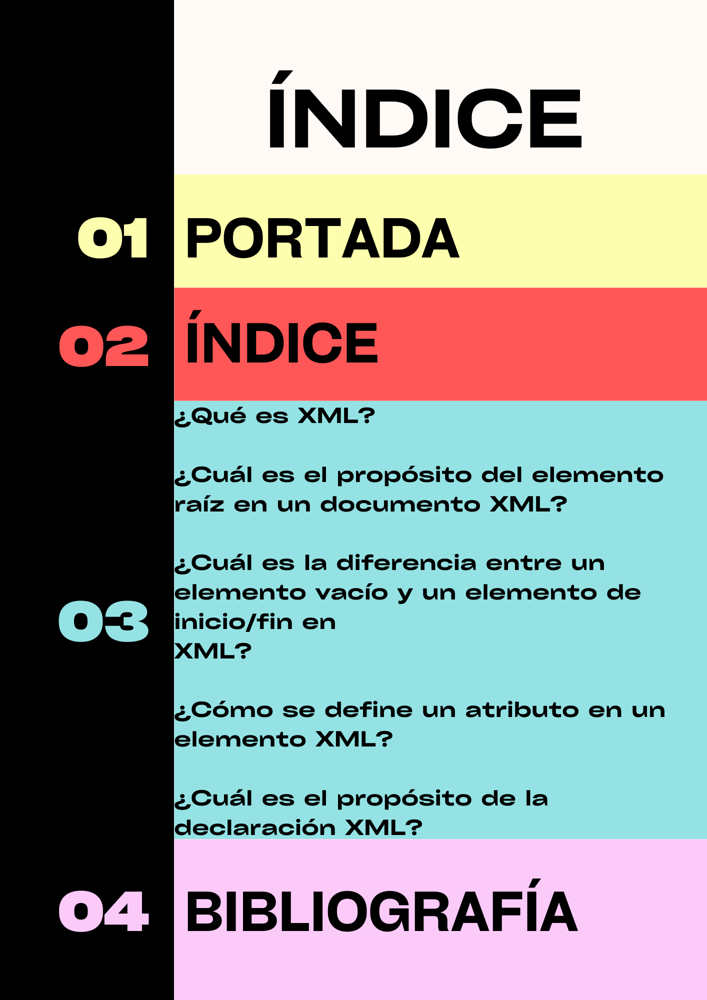 ÍNDICE
01 PORTADA
02 ÍNDICE
¿Qué es XML?
¿Cuál es el propósito del elemento
raíz en un documento XML?
¿Cuál es la diferencia entre un
elemento vacío y un elemento de
03 inicio/fin en
XML?
¿Cómo se define un atributo en un
elemento XML?
¿Cuál es el propósito de la
declaración XML?
04 BIBLIOGRAFÍA